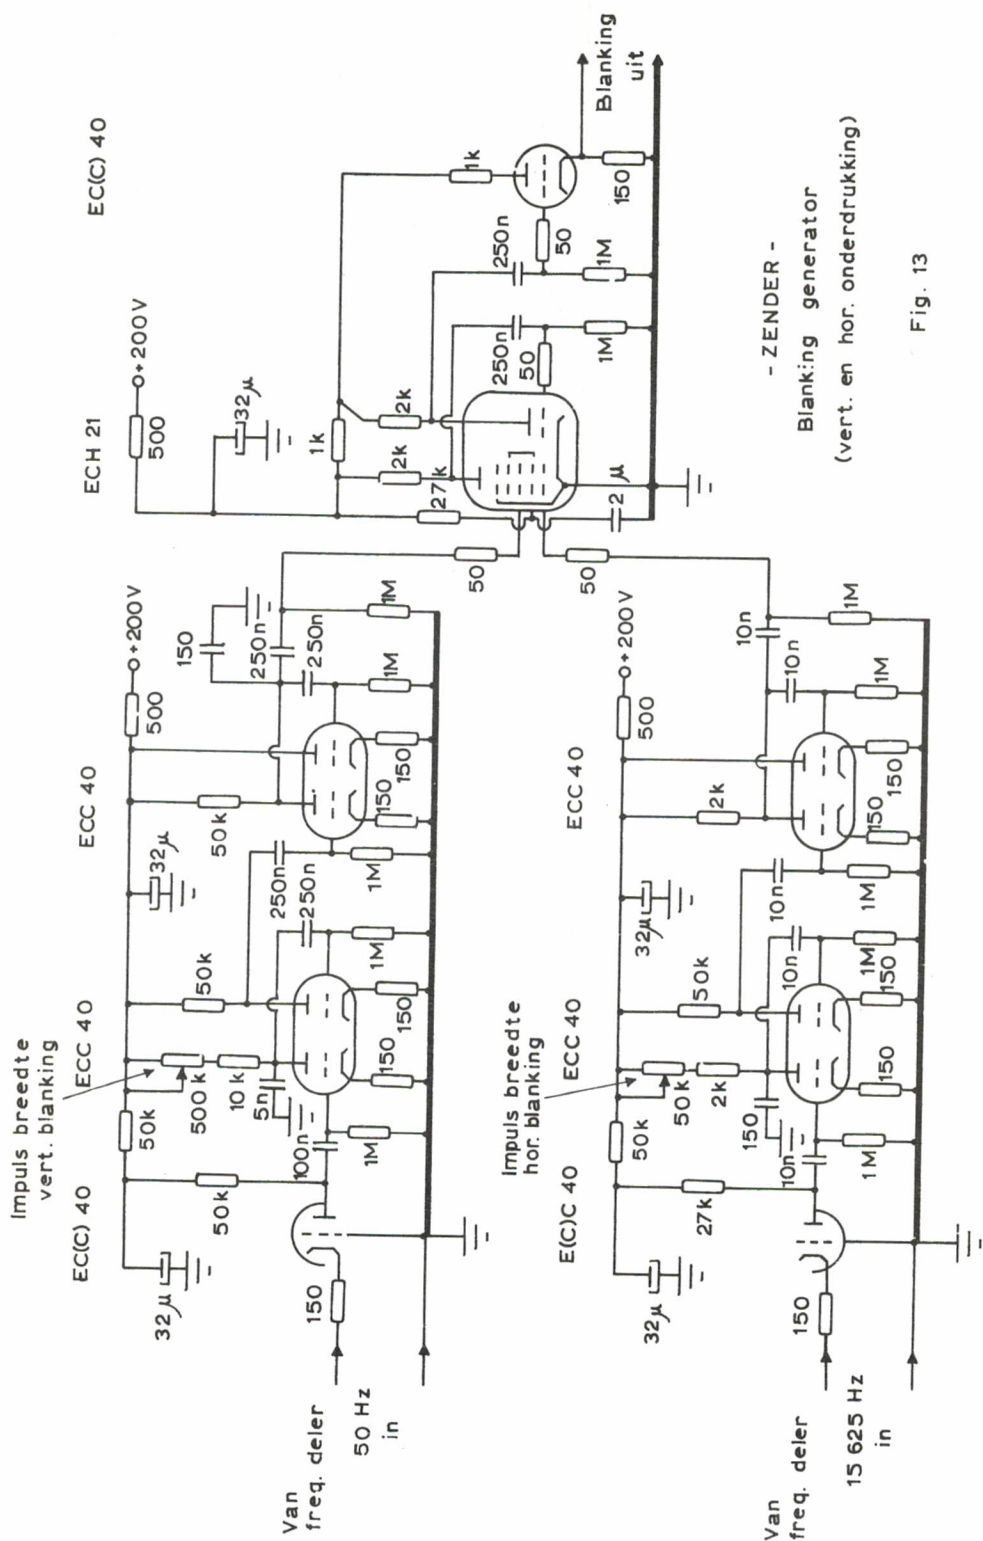 Impuls breedte
vert. blanking
EC(C) 40
ECC 40
ECC 40
32µ
50k
50k
500k
10k
5n
50k
32µ
50k
500
+200V
150
250n
250n
250n
250n
100n
1M
1M
1M
1M
1M
150
150
150
150
150
Van
freq. deler
50 Hz
in
ECH 21
EC(C) 40
500
+200V
32µ
1k
2k
2k
27k
1k
250n
250n
50
50
50
50
2µ
1M
1M
150
Blanking
uit
Impuls breedte
hor. blanking
E(C)C 40
ECC 40
ECC 40
32µ
50k
27k
50k
2k
150
50k
32µ
2k
500
+200V
10n
10n
10n
10n
10n
1M
1M
1M
1M
1M
150
150
150
150
150
Van
freq. deler
15 625 Hz
in
- ZENDER -
Blanking generator
(vert. en hor. onderdrukking)
Fig. 13